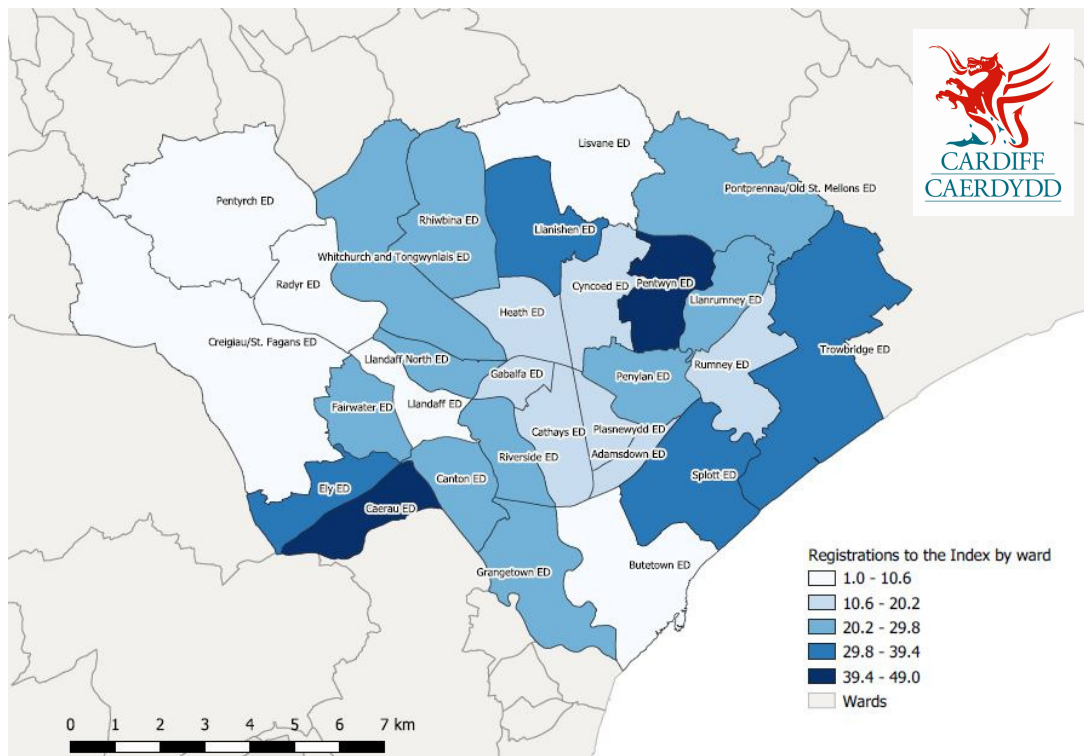 CARDIFF
CAERDYDD
Lisvane ED
Pentyrch ED
Pontprennau/Old St. Mellons ED
Rhiwbina ED
Llanishen ED
Whitchurch and Tongwynlais ED
Radyr ED
Cyncoed ED
Pentwyn ED
Llanrumney ED
Heath ED
Creigiau/St. Fagans ED
Trowbridge ED
Llandaff North ED
Rumney ED
Gabalfa ED
Penylan ED
Fairwater ED
Llandaff ED
Cathays ED
Plasnewydd ED
Riverside ED
Adamsdown ED
Canton ED
Splott ED
Ely ED
Caerau ED
Grangetown ED
Butetown ED
Registrations to the Index by ward
1.0 - 10.6
10.6 - 20.2
20.2 - 29.8
29.8 - 39.4
39.4 - 49.0
Wards
0 1 2 3 4 5 6 7 km